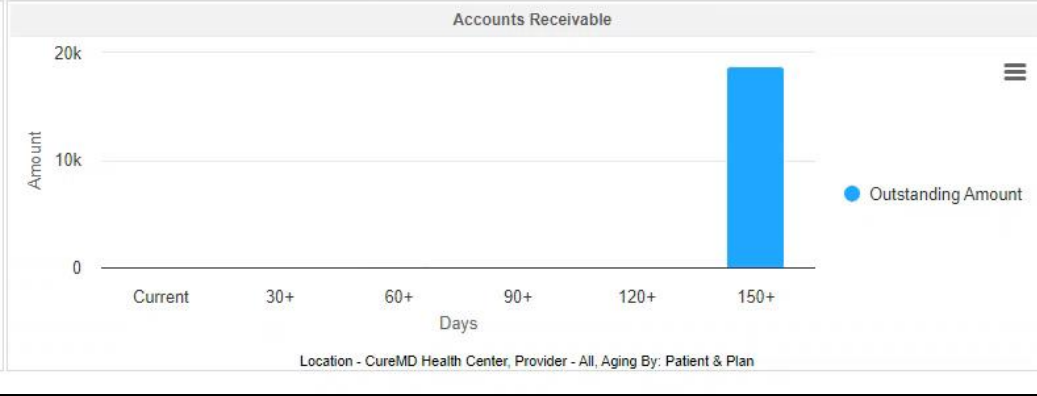 Accounts Receivable
20k
10k
0
Amount
Outstanding Amount
Current 30+ 60+ 90+ 120+ 150+
Days
Location - CureMD Health Center, Provider - All, Aging By: Patient & Plan